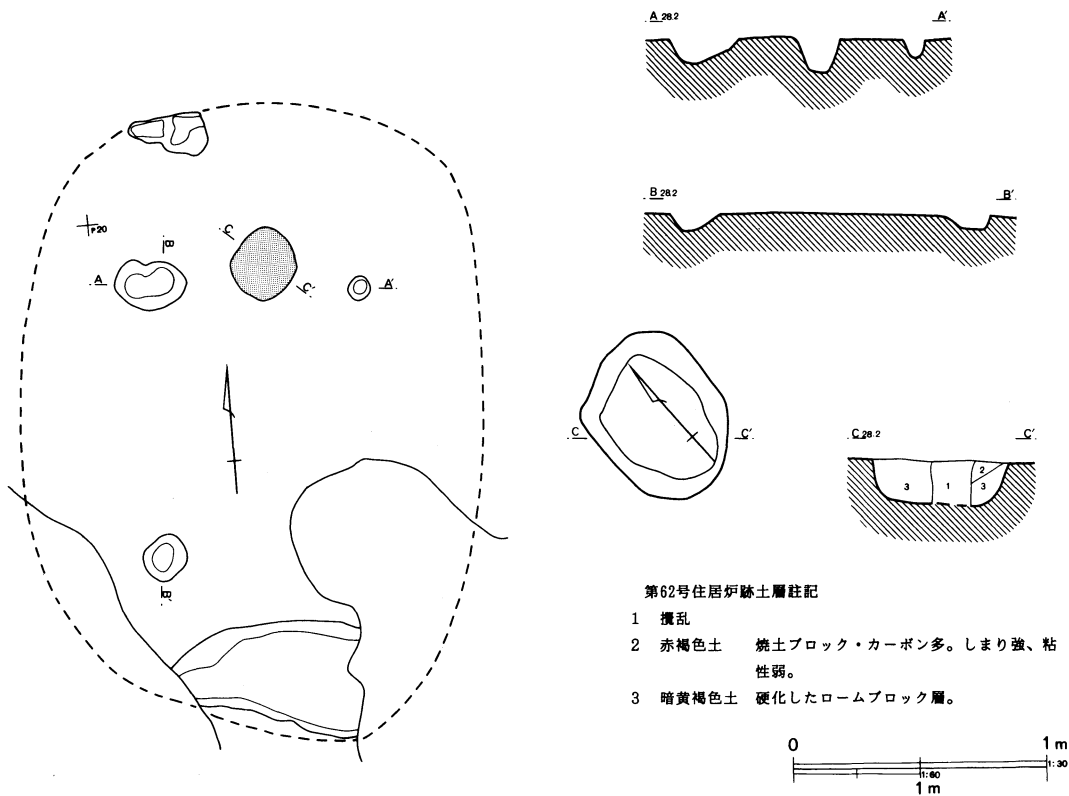 A 28.2 A′
B 28.2 B′
P20
B
C
A A′
C′
B′
C C′
C 28.2 C′
3 1 2 3
第62号住居炉跡土層註記
1 攪乱
2 赤褐色土 焼土ブロック・カーボン多。しまり強、粘
性弱。
3 暗黄褐色土 硬化したロームブロック層。
0 1m
1:30
1:60
1m